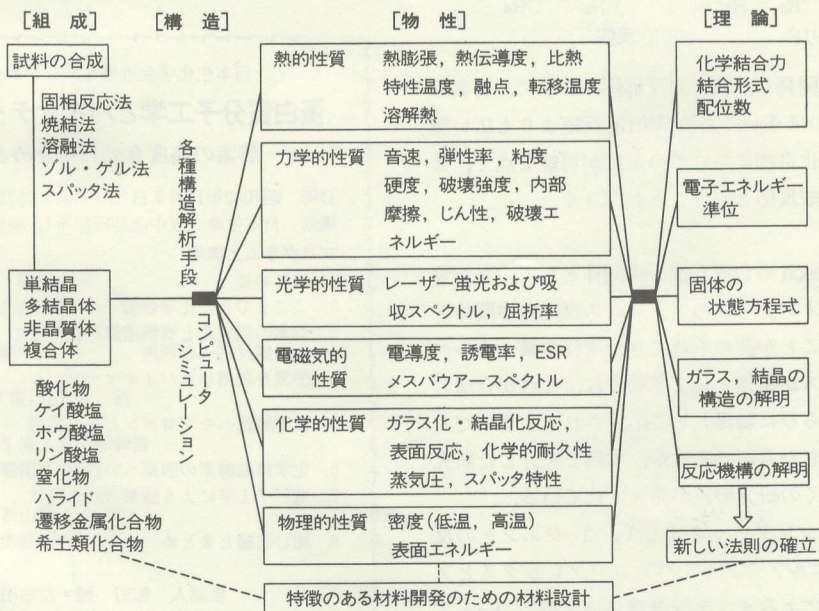 ［組　成］
［構　造］
［物　性］
［理　論］
試料の合成
固相反応法
焼結法
溶融法
ゾル・ゲル法
スパッタ法
単結晶
多結晶体
非晶質体
複合体
酸化物
ケイ酸塩
ホウ酸塩
リン酸塩
窒化物
ハライド
遷移金属化合物
希土類化合物
各種構造解析手段
コンピュータシミュレーション
熱的性質
熱膨張，熱伝導度，比熱
特性温度，融点，転移温度
溶解熱
力学的性質
音速，弾性率，粘度
硬度，破壊強度，内部
摩擦，じん性，破壊エ
ネルギー
光学的性質
レーザー蛍光および吸
収スペクトル，屈折率
電磁気的
性質
電導度，誘電率，ESR
メスバウアースペクトル
化学的性質
ガラス化・結晶化反応，
表面反応，化学的耐久性
蒸気圧，スパッタ特性
物理的性質
密度(低温，高温)
表面エネルギー
化学結合力
結合形式
配位数
電子エネルギー
準位
固体の
状態方程式
ガラス，結晶の
構造の解明
反応機構の解明
新しい法則の確立
特徴のある材料開発のための材料設計